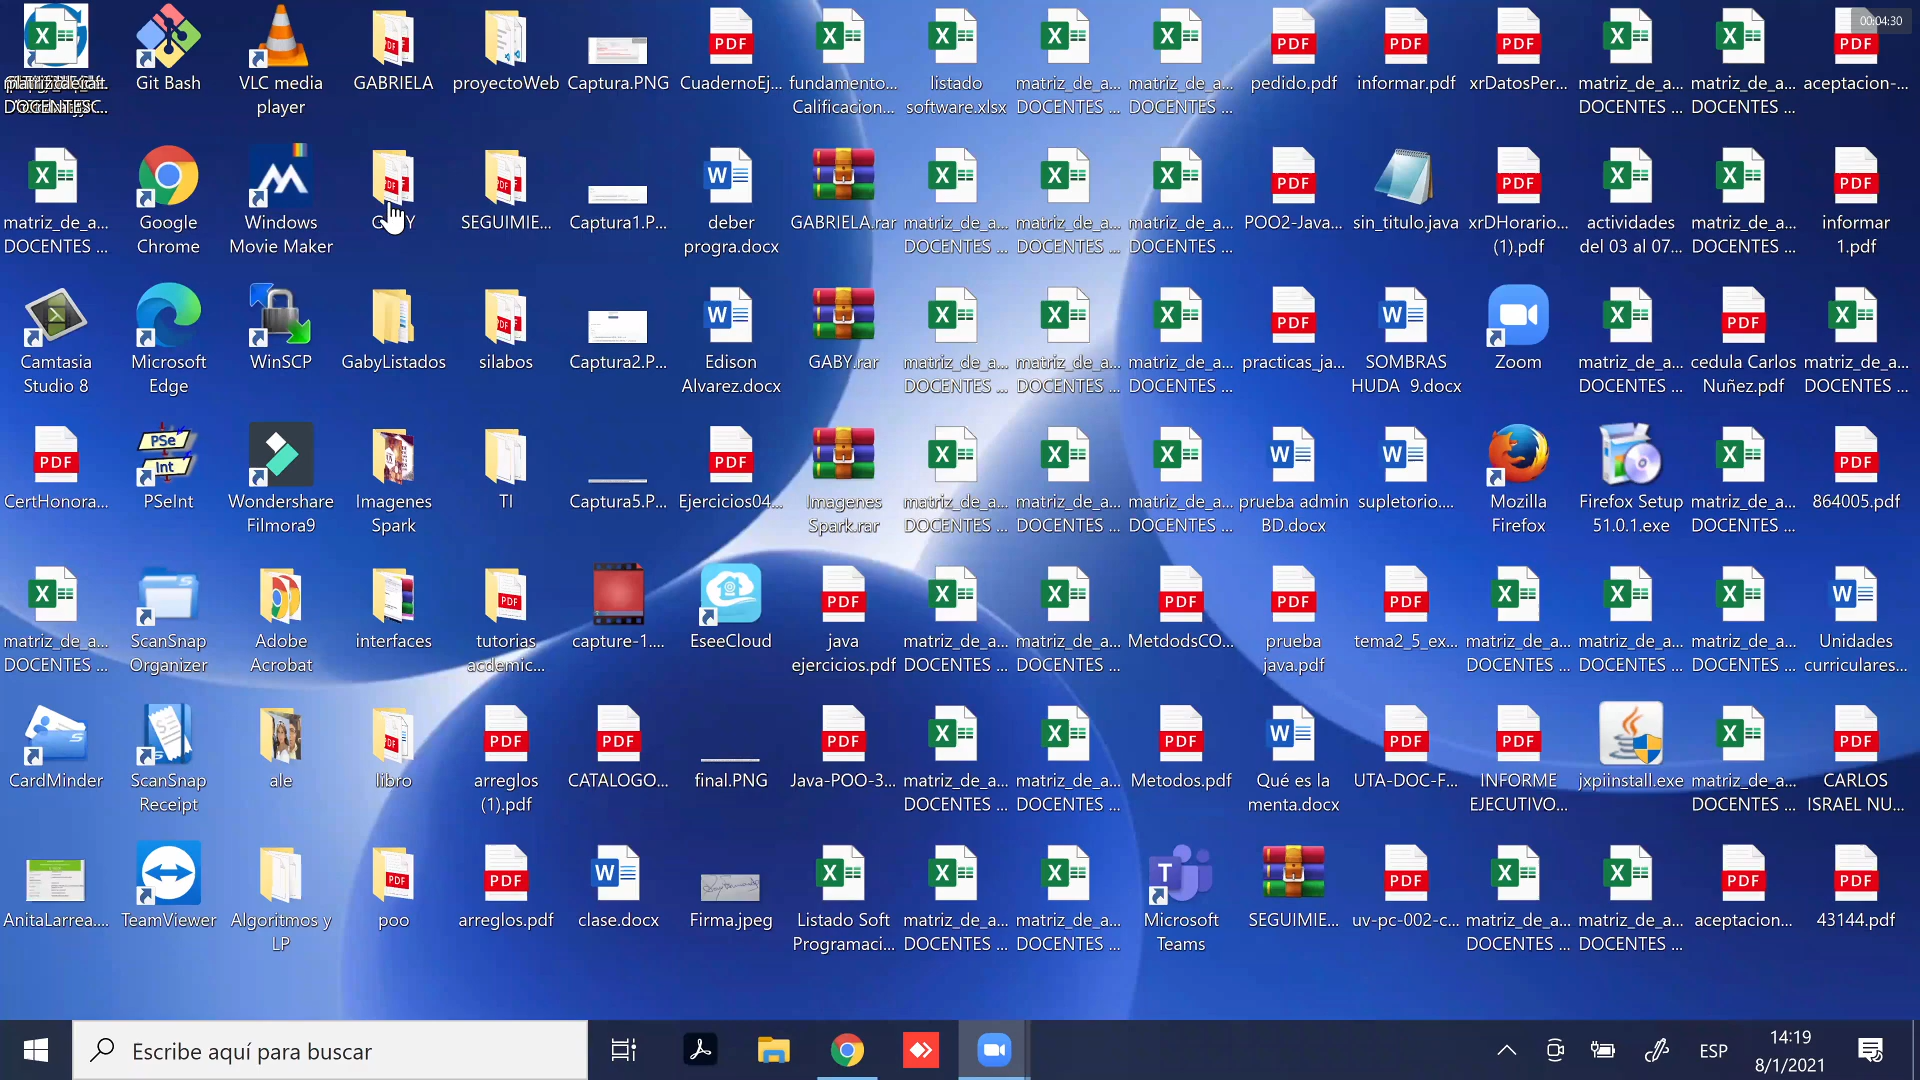 00:04:30
DOCENTES...
Git Bash
VLC media
player
GABRIELA
proyectoWeb
Captura.PNG
CuadernoEj...
fundamento...
Calificacion...
listado
software.xlsx
matriz_de_a...
DOCENTES ...
matriz_de_a...
DOCENTES ...
pedido.pdf
informar.pdf
xrDatosPer...
matriz_de_a...
DOCENTES ...
matriz_de_a...
DOCENTES ...
aceptacion-...
matriz_de_a...
DOCENTES ...
Google
Chrome
Windows
Movie Maker
SEGUIMIE...
Captura1.P...
deber
progra.docx
GABRIELA.rar
matriz_de_a...
DOCENTES ...
matriz_de_a...
DOCENTES ...
matriz_de_a...
DOCENTES ...
POO2-Java...
sin_titulo.java
xrDHorario...
(1).pdf
actividades
del 03 al 07...
matriz_de_a...
DOCENTES ...
informar
1.pdf
Camtasia
Studio 8
Microsoft
Edge
WinSCP
GabyListados
silabos
Captura2.P...
Edison
Alvarez.docx
GABY.rar
matriz_de_a...
DOCENTES ...
matriz_de_a...
DOCENTES ...
matriz_de_a...
DOCENTES ...
practicas_ja...
SOMBRAS
HUDA 9.docx
Zoom
matriz_de_a...
DOCENTES ...
cedula Carlos
Nuñez.pdf
matriz_de_a...
DOCENTES ...
CertHonora...
PSeInt
Wondershare
Filmora9
Imagenes
Spark
TI
Captura5.P...
Ejercicios04...
Imagenes
Spark.rar
matriz_de_a...
DOCENTES ...
matriz_de_a...
DOCENTES ...
matriz_de_a...
DOCENTES ...
prueba admin
BD.docx
supletorio....
Mozilla
Firefox
Firefox Setup
51.0.1.exe
matriz_de_a...
DOCENTES ...
864005.pdf
matriz_de_a...
DOCENTES ...
ScanSnap
Organizer
Adobe
Acrobat
interfaces
tutorias
acdemic...
capture-1....
EseeCloud
java
ejercicios.pdf
matriz_de_a...
DOCENTES ...
matriz_de_a...
DOCENTES ...
MetdodsCO...
prueba
java.pdf
tema2_5_ex...
matriz_de_a...
DOCENTES ...
matriz_de_a...
DOCENTES ...
matriz_de_a...
DOCENTES ...
Unidades
curriculares...
CardMinder
ScanSnap
Receipt
ale
libro
arreglos
(1).pdf
CATALOGO...
final.PNG
Java-POO-3...
matriz_de_a...
DOCENTES ...
matriz_de_a...
DOCENTES ...
Metodos.pdf
Qué es la
menta.docx
UTA-DOC-F...
INFORME
EJECUTIVO...
jxpiinstall.exe
matriz_de_a...
DOCENTES ...
CARLOS
ISRAEL NU...
AnitaLarrea....
TeamViewer
Algoritmos y
LP
poo
arreglos.pdf
clase.docx
Firma.jpeg
Listado Soft
Programaci...
matriz_de_a...
DOCENTES ...
matriz_de_a...
DOCENTES ...
Microsoft
Teams
SEGUIMIE...
uv-pc-002-c...
matriz_de_a...
DOCENTES ...
matriz_de_a...
DOCENTES ...
aceptacion...
43144.pdf
Escribe aquí para buscar
ESP
14:19
8/1/2021